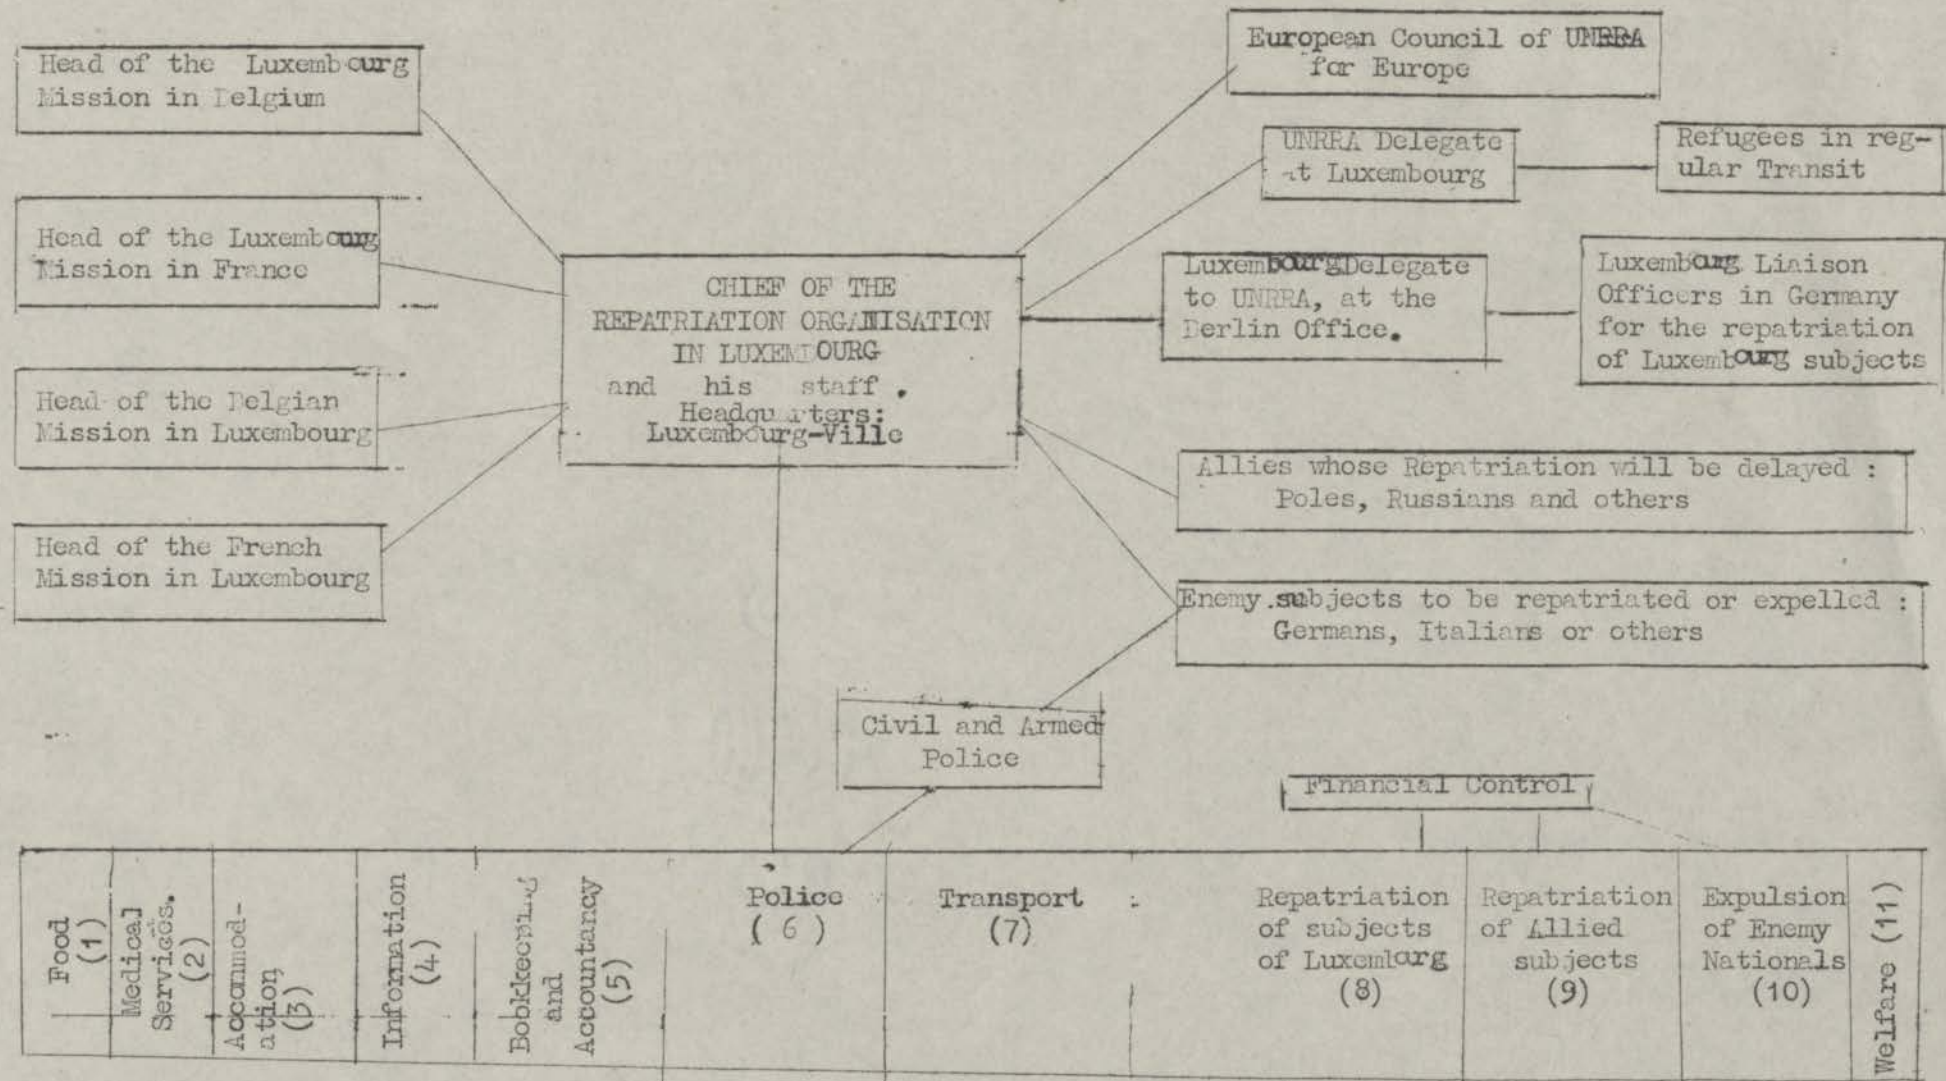 Head of the Luxembourg
Mission in Belgium
Head of the Luxembourg
Mission in France
Head of the Belgian
Mission in Luxembourg
Head of the French
Mission in Luxembourg
CHIEF OF THE
REPATRIATION ORGANISATION
IN LUXEMBOURG
and his staff.
Headquarters:
Luxembourg-Ville
European Council of UNRRA
for Europe
UNRRA Delegate
at Luxembourg
Refugees in reg-
ular Transit
Luxembourg Delegate
to UNRRA, at the
Berlin Office.
Luxembourg Liaison
Officers in Germany
for the repatriation
of Luxembourg subjects
Allies whose Repatriation will be delayed :
Poles, Russians and others
Enemy.subjects to be repatriated or expelled :
Germans, Italians or others
Civil and Armed
Police
Financial Control
Food
(1)
Medical
Services.
(2)
Accommod-
ation
(3)
Information
(4)
Bobkkeeping
and
Accountancy
(5)
Police
( 6 )
Transport
(7)
Repatriation
of subjects
of Luxemburg
(8)
Repatriation
of Allied
subjects
(9)
Expulsion
of Enemy
Nationals
(10)
Welfare (11)